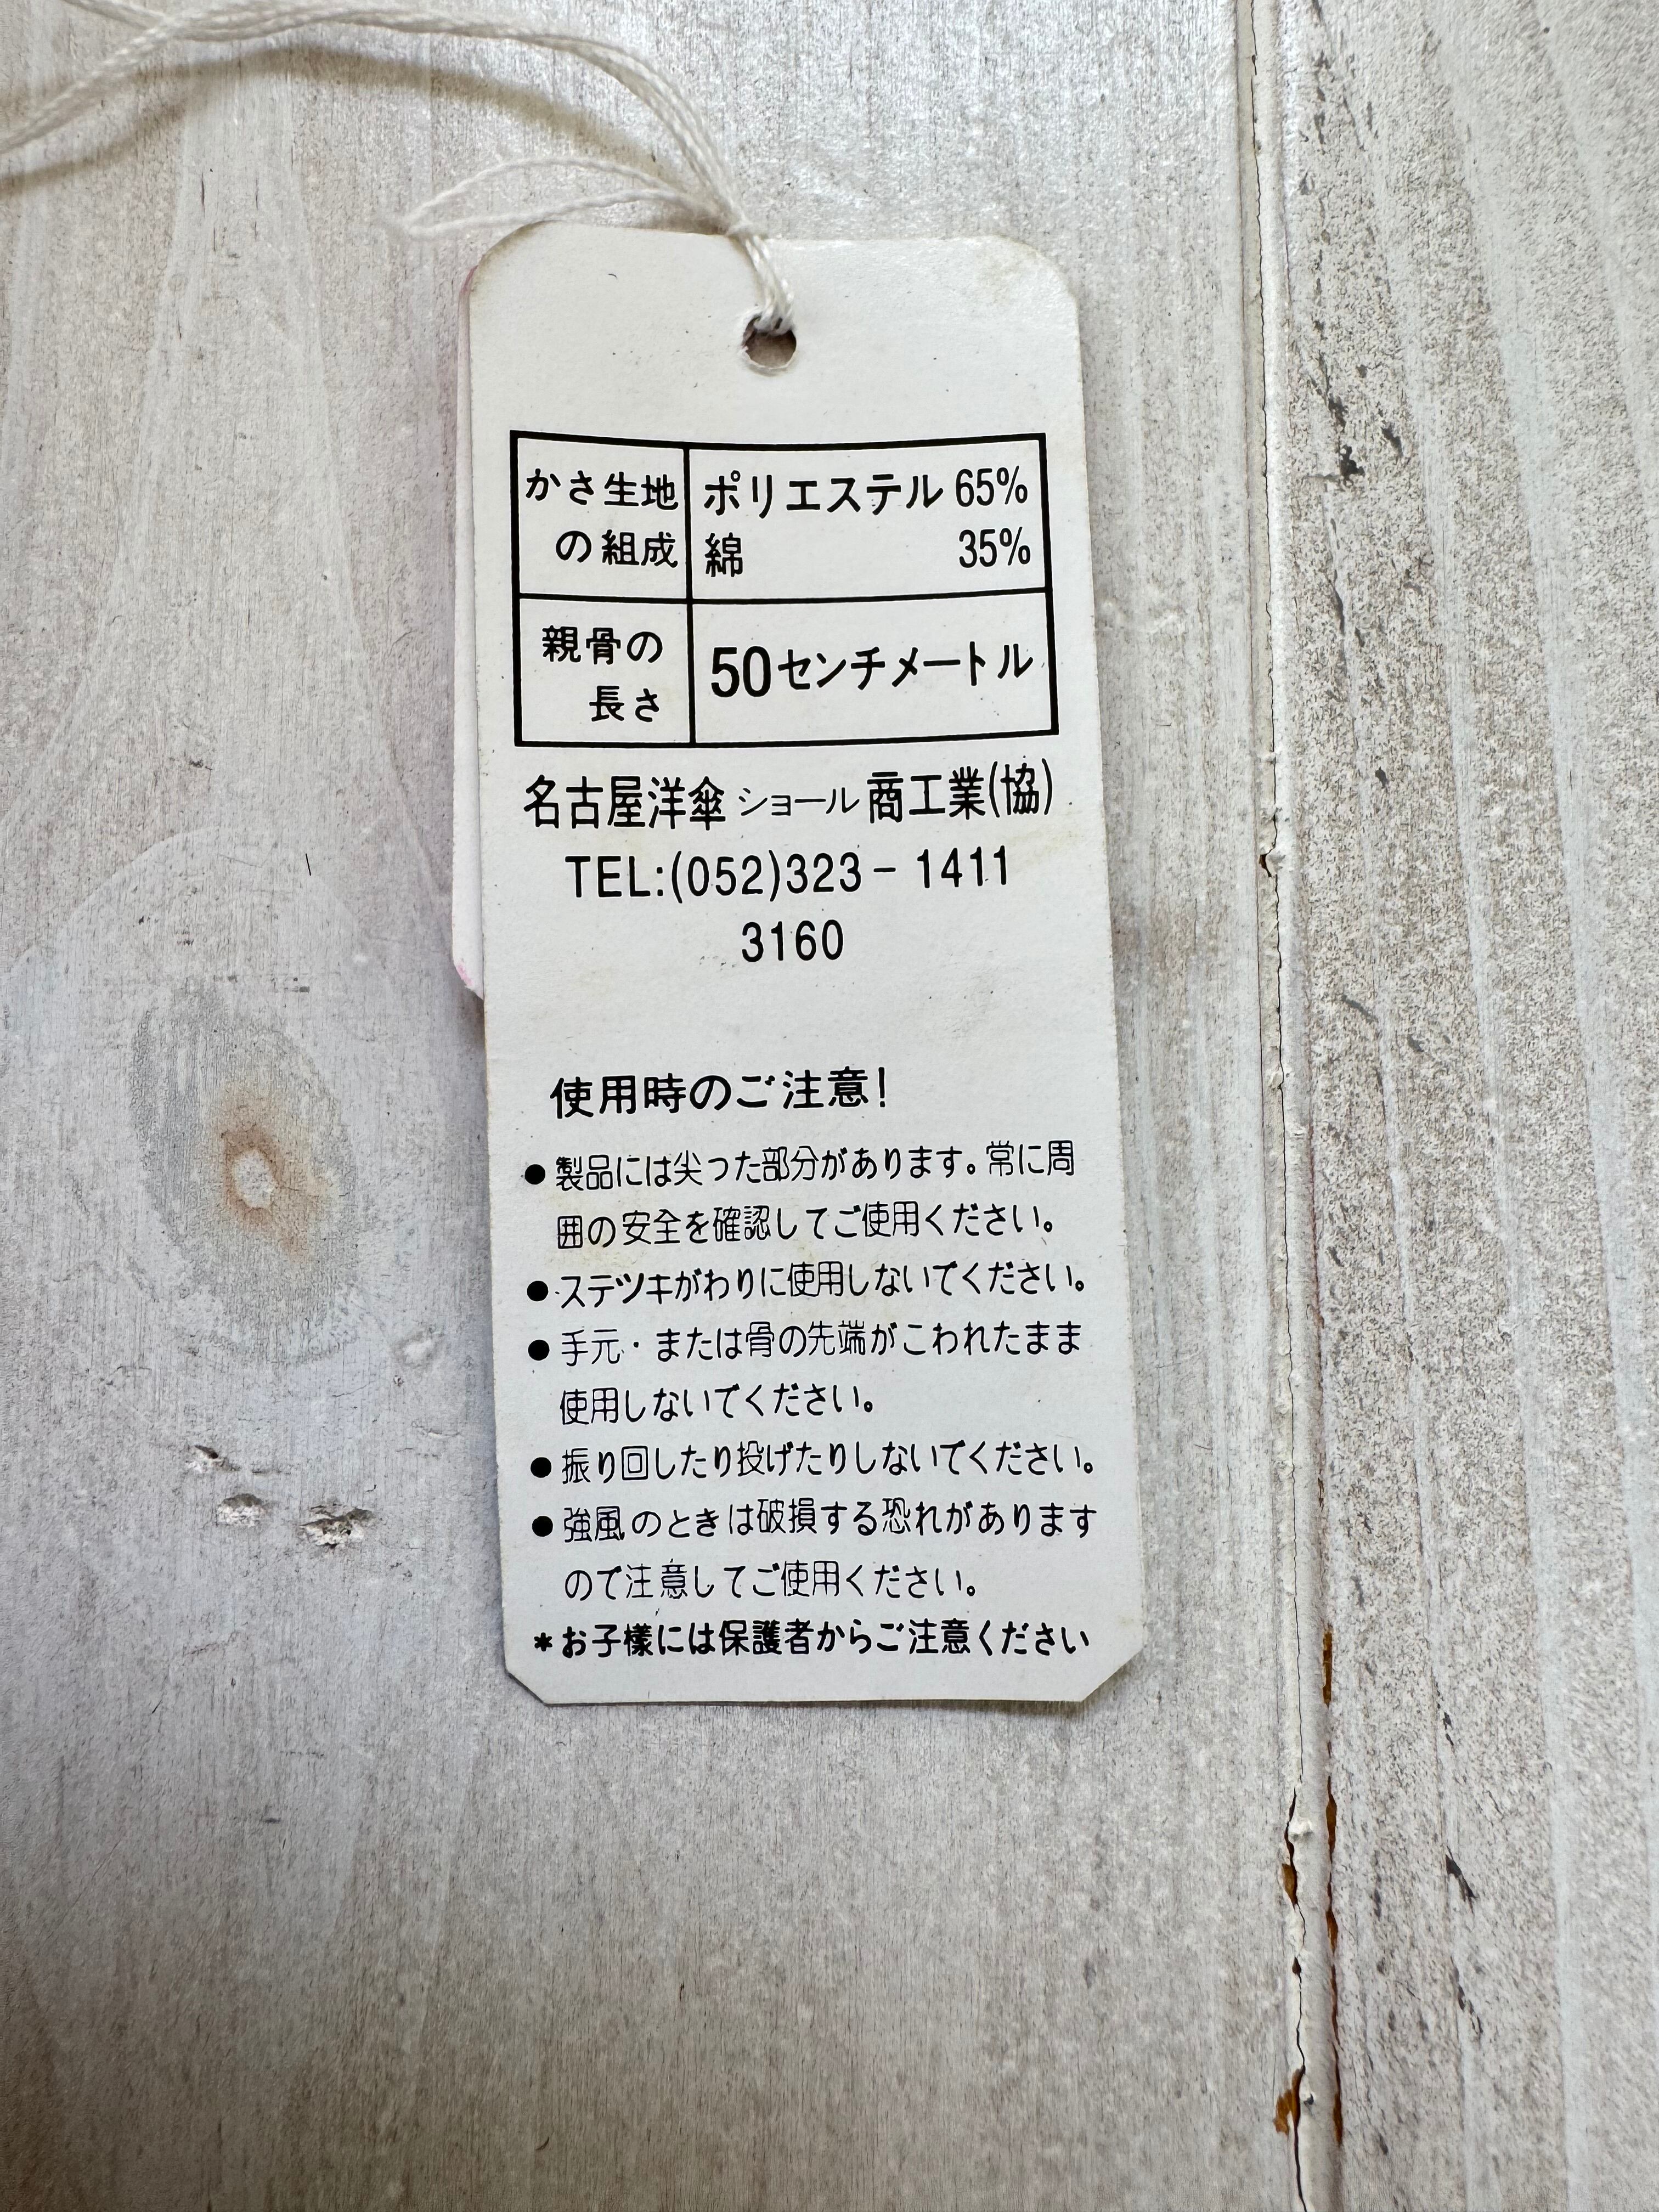 かさ生地 ポリエステル 65%
の組成 綿 35%
親骨の
長さ 50センチメートル
名古屋洋傘ショール商工業(協)
TEL:(052)323-1411
3160
使用時のご注意!
●製品には尖つた部分があります。常に周
囲の安全を確認してご使用ください。
●ステツキがわりに使用しないでください。
●手元・または骨の先端がこわれたまま
使用しないでください。
●振り回したり投げたりしないでください。
●強風のときは破損する恐れがあります
ので注意してご使用ください。
*お子様には保護者からご注意ください